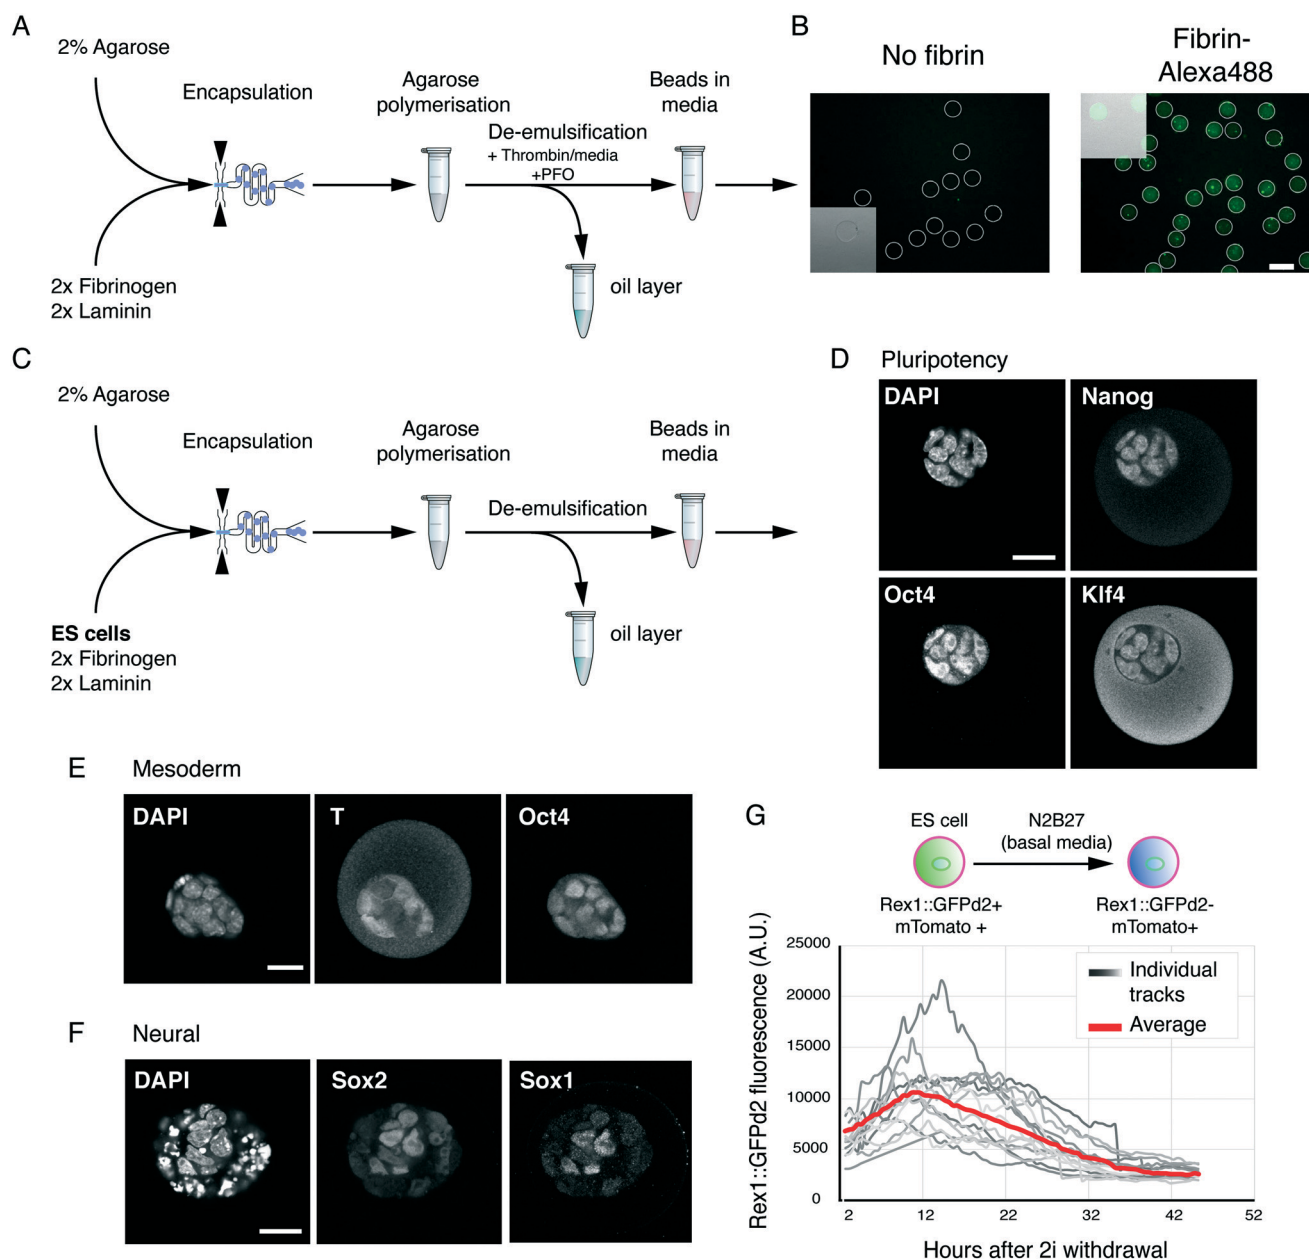 A
2% Agarose
Encapsulation
Agarose
polymerisation
De-emulsification
+ Thrombin/media
+PFO
Beads in
media
2x Fibrinogen
2x Laminin
oil layer
B
No fibrin
Fibrin-
Alexa488
C
2% Agarose
Encapsulation
Agarose
polymerisation
De-emulsification
Beads in
media
ES cells
2x Fibrinogen
2x Laminin
oil layer
D
Pluripotency
DAPI
Nanog
Oct4
Klf4
E
Mesoderm
DAPI
T
Oct4
F
Neural
DAPI
Sox2
Sox1
G
ES cell
N2B27
(basal media)
Rex1::GFPd2+
mTomato +
Rex1::GFPd2-
mTomato+
Rex1::GFPd2 fluorescence (A.U.)
25000
20000
15000
10000
5000
0
Individual
tracks
Average
2
12
22
32
42
52
Hours after 2i withdrawal